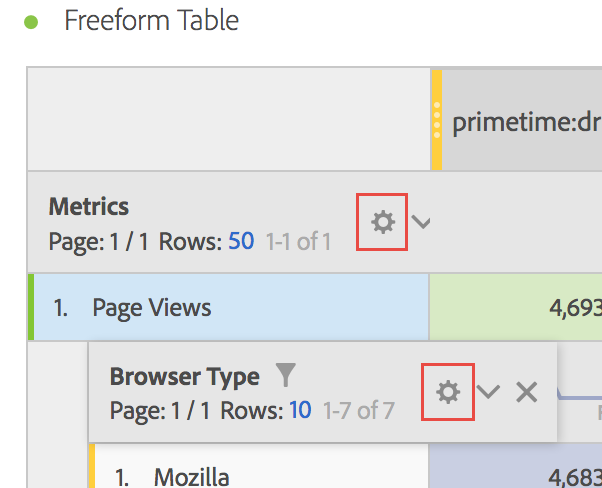 Freeform Table
primetime:dr
Metrics
Page: 1 / 1 Rows: 50 1-1 of 1
1. Page Views 4,693
Browser Type
Page: 1 / 1 Rows: 10 1-7 of 7
1. Mozilla 4,683